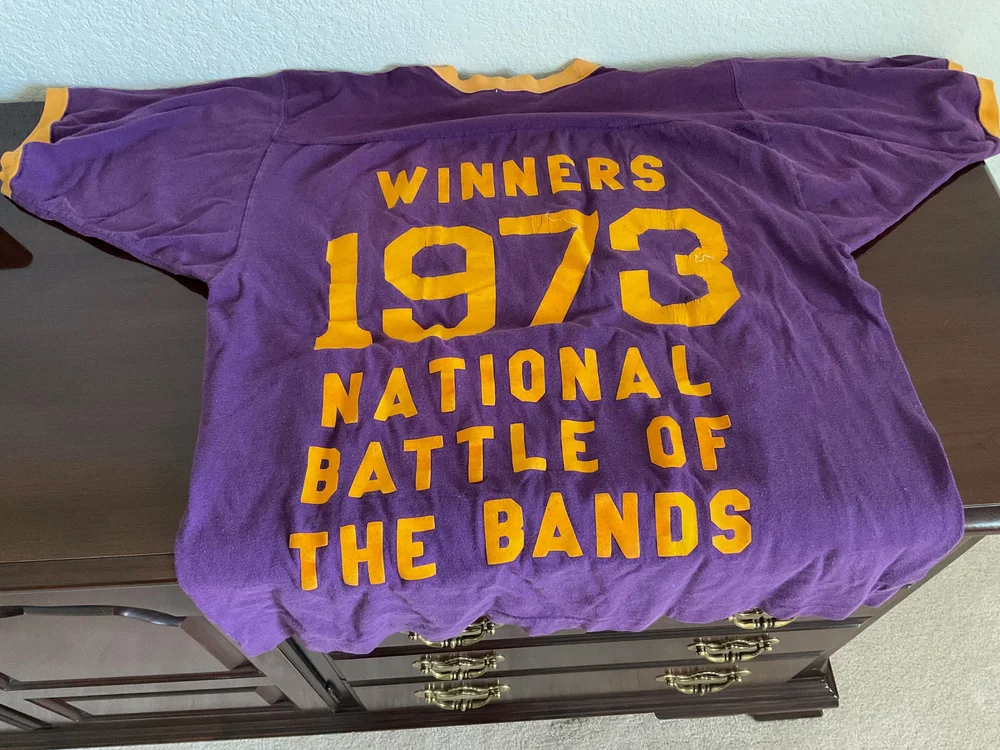 WINNERS
1973
NATIONAL
BATTLE OF
THE BANDS